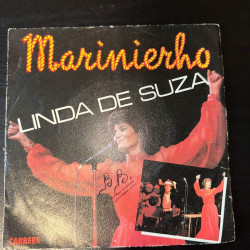 Marinierho
LINDA DE SUZA
B.B.
CARRERE